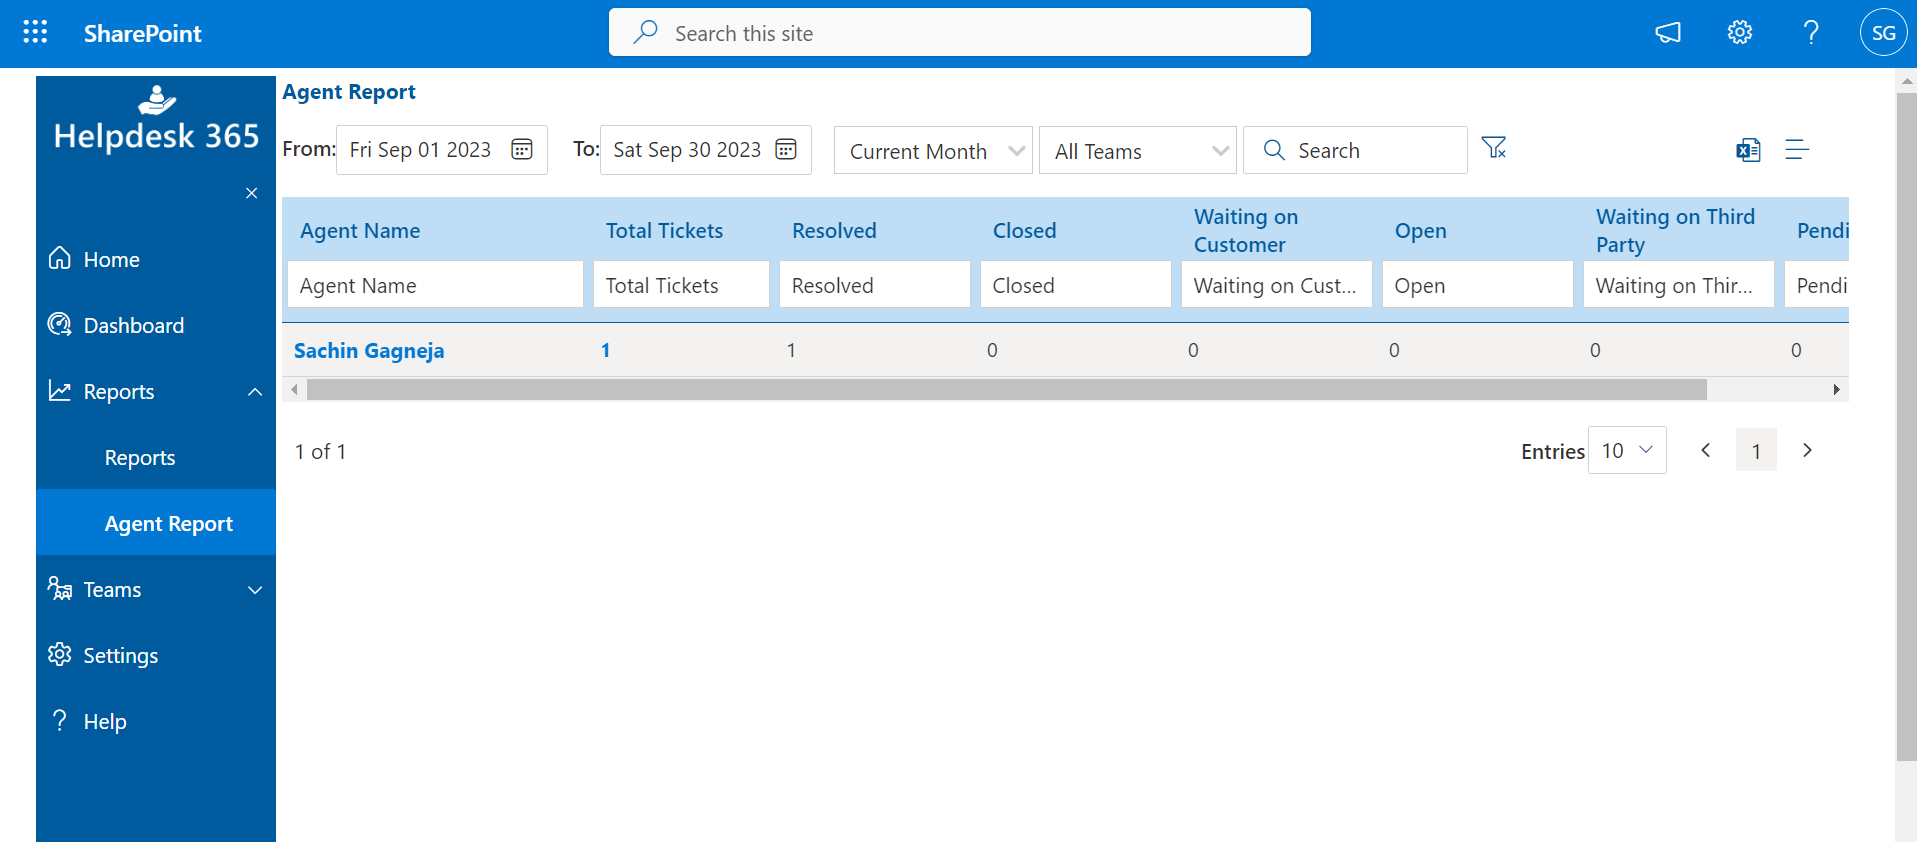 SharePoint
Search this site
SG
Helpdesk 365
Home
Dashboard
Reports
Reports
Agent Report
Teams
Settings
Help
Agent Report
From: Fri Sep 01 2023 To: Sat Sep 30 2023 Current Month All Teams Search
Agent Name Total Tickets Resolved Closed Waiting on Customer Open Waiting on Third Party Pendi
Agent Name Total Tickets Resolved Closed Waiting on Cust... Open Waiting on Thir... Pendi
Sachin Gagneja 1 1 0 0 0 0 0
1 of 1
Entries 10 1